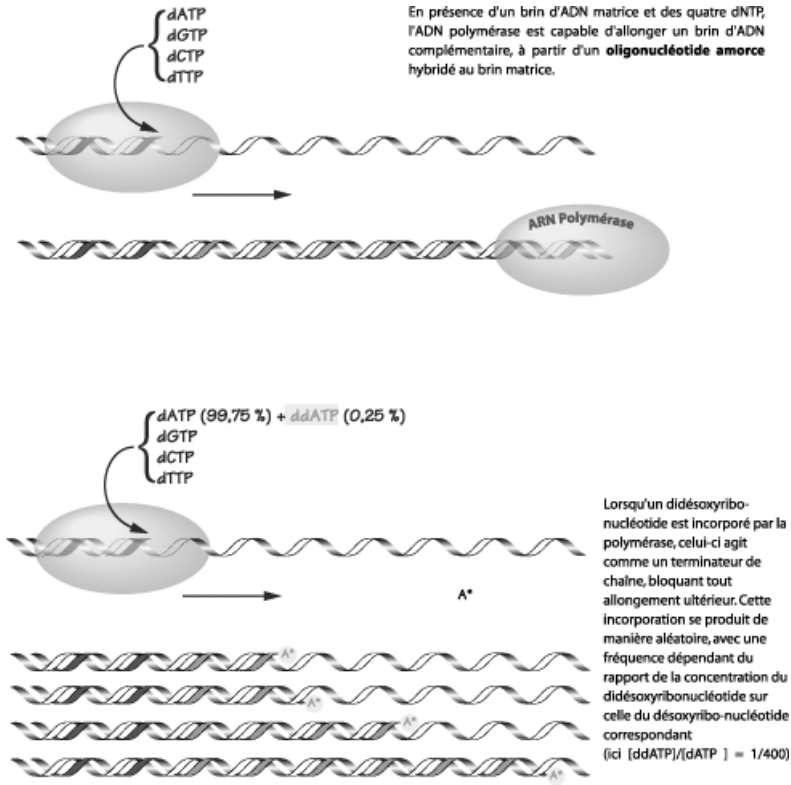 dATP
dGTP
dCTP
dTTP
En présence d'un brin d'ADN matrice et des quatre dNTP,
l'ADN polymérase est capable d'allonger un brin d'ADN
complémentaire, à partir d'un oligonucléotide amorce
hybridé au brin matrice.
ARN Polymérase
dATP (99,75 %) + ddATP (0,25 %)
dGTP
dCTP
dTTP
Lorsqu'un didésoxyribo-
nucléotide est incorporé par la
polymérase, celui-ci agit
comme un terminateur de
chaîne, bloquant tout
allongement ultérieur. Cette
incorporation se produit de
manière aléatoire, avec une
fréquence dépendant du
rapport de la concentration du
didésoxyribonucléotide sur
celle du désoxyribo-nucléotide
correspondant
(ici [ddATP]/[dATP ] = 1/400)
A*
A*
A*
A*
A*